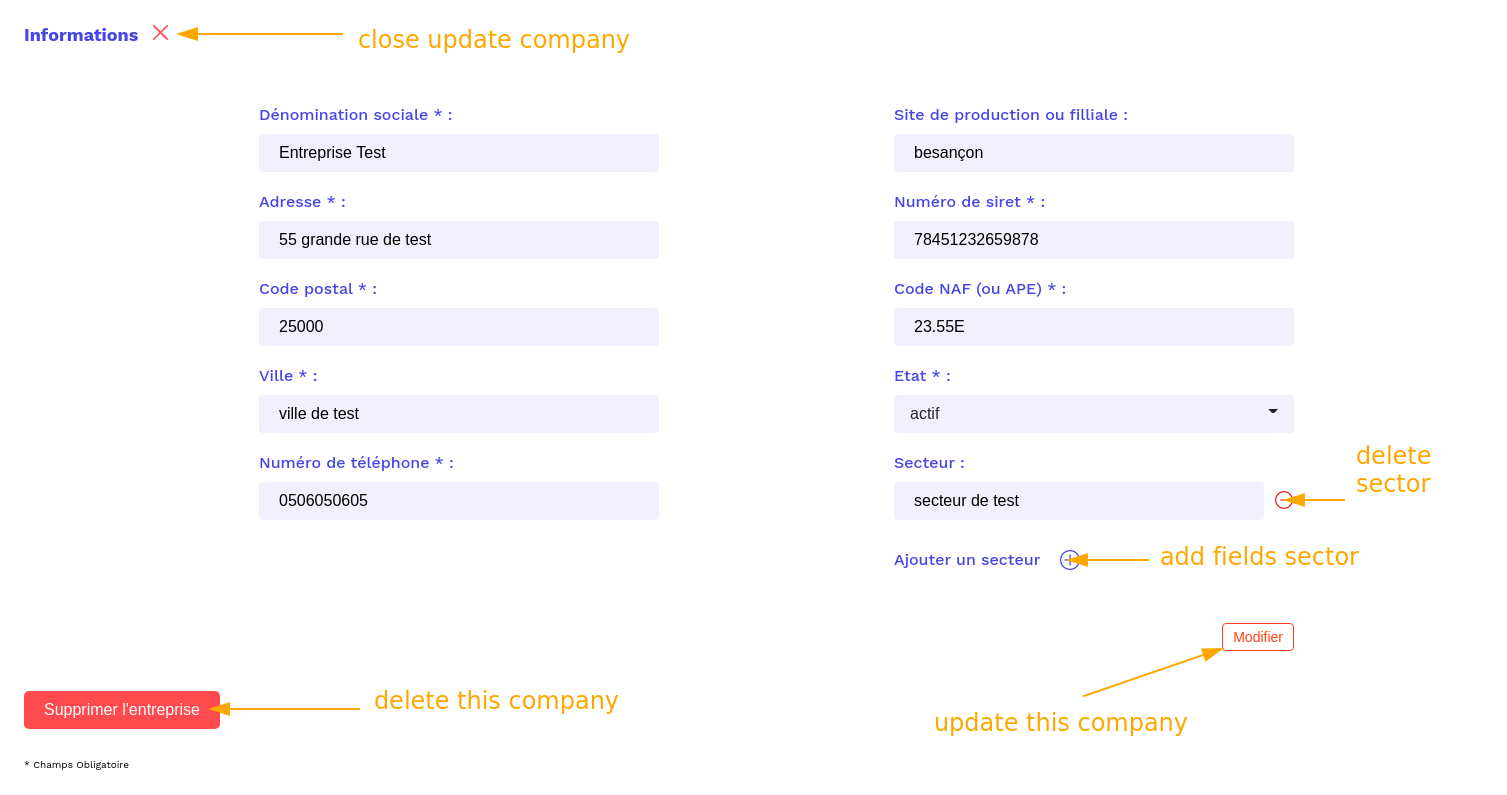 Informations
close update company
Dénomination sociale * :
Entreprise Test
Adresse * :
55 grande rue de test
Code postal * :
25000
Ville * :
ville de test
Numéro de téléphone * :
0506050605
Site de production ou filliale :
besançon
Numéro de siret * :
78451232659878
Code NAF (ou APE) * :
23.55E
Etat * :
actif
Secteur :
secteur de test
delete
sector
Ajouter un secteur
add fields sector
Modifier
update this company
Supprimer l'entreprise
delete this company
* Champs Obligatoire